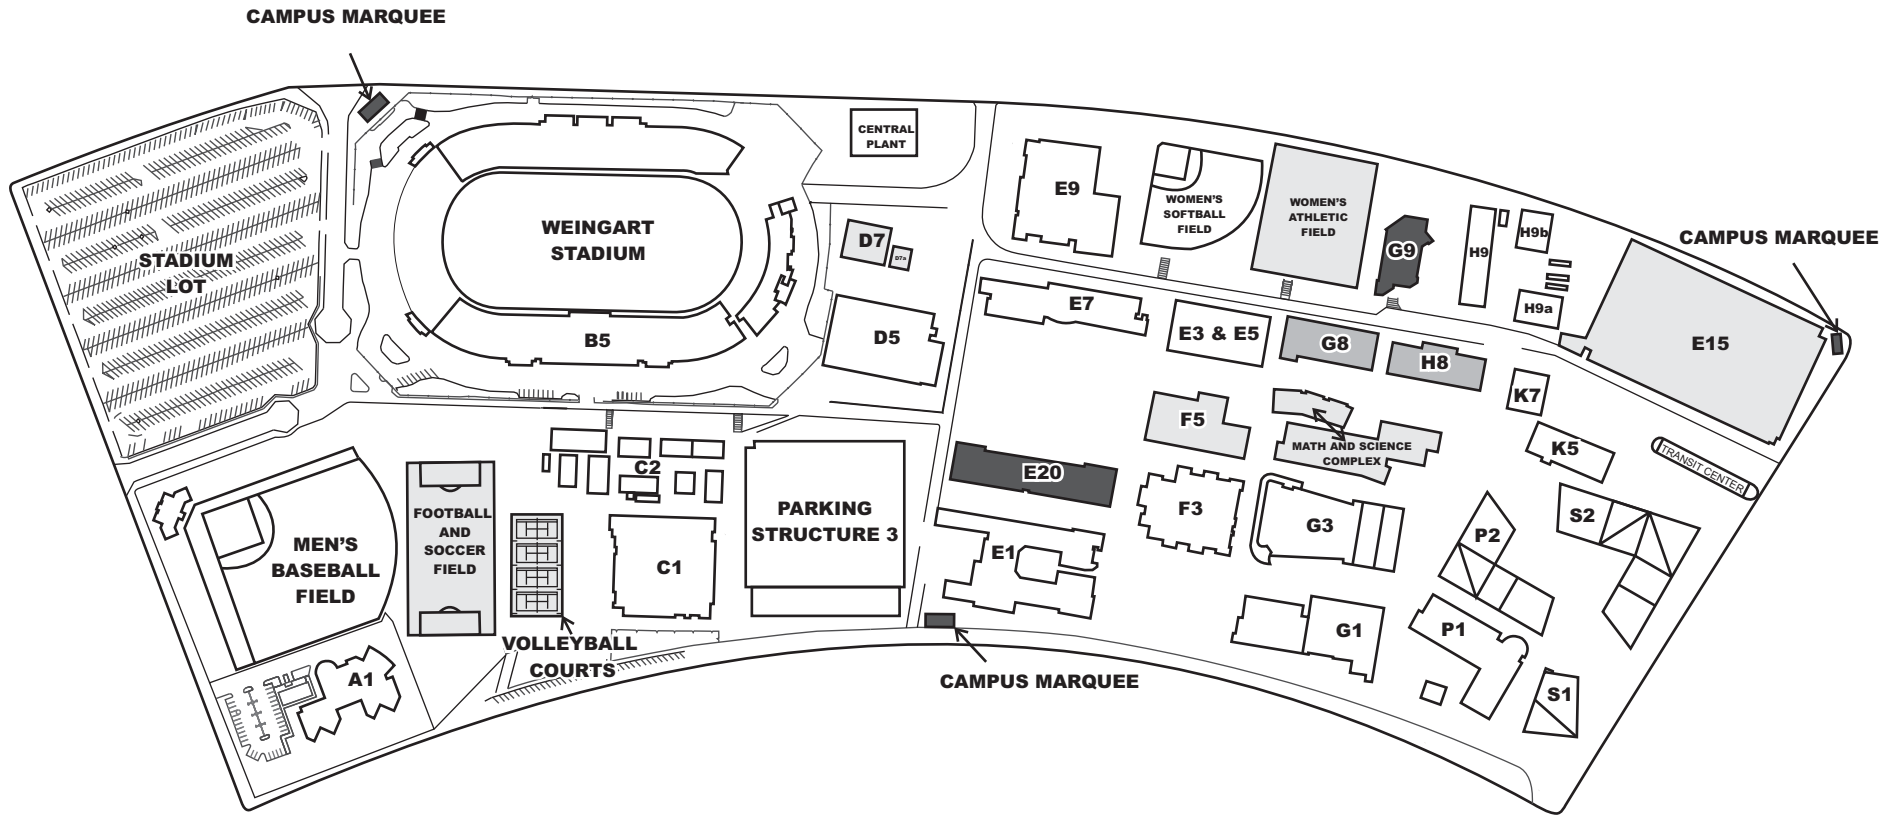 CAMPUS MARQUEE
CENTRAL
PLANT
E9
WOMEN'S
SOFTBALL
FIELD
WOMEN'S
ATHLETIC
FIELD
G9
H9
H9b
H9a
CAMPUS MARQUEE
WEINGART
STADIUM
STADIUM
LOT
D7
D7a
E7
E3 & E5
G8
H8
E15
B5
D5
K7
F5
MATH AND SCIENCE
COMPLEX
K5
TRANSIT CENTER
C2
E20
PARKING
STRUCTURE 3
F3
G3
S2
P2
FOOTBALL
AND
SOCCER
FIELD
MEN'S
BASEBALL
FIELD
C1
E1
VOLLEYBALL
COURTS
G1
P1
A1
CAMPUS MARQUEE
S1